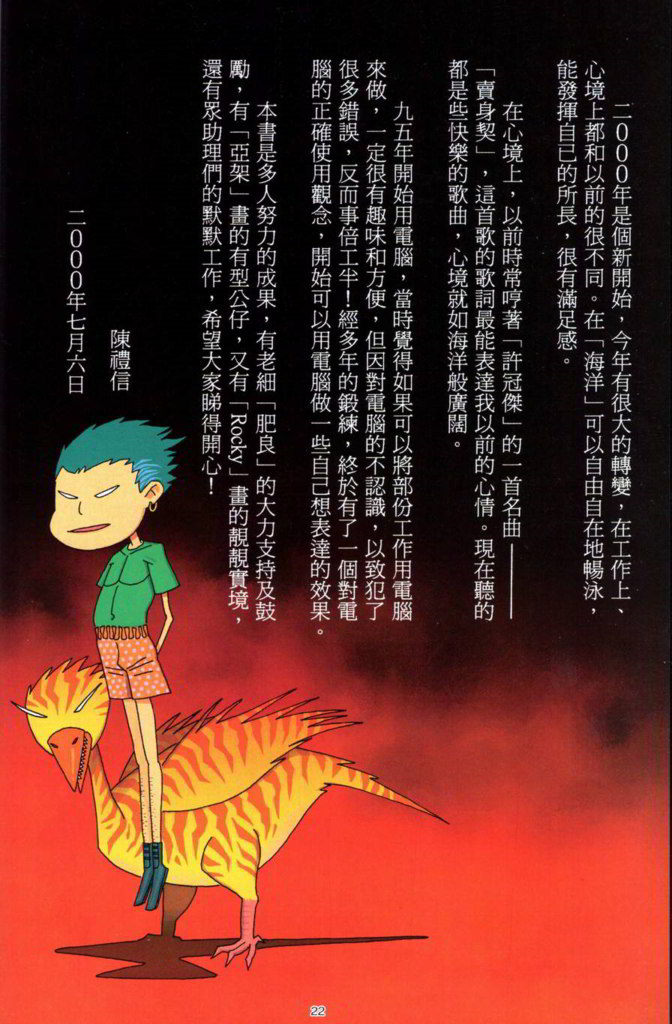 二000年是個新開始，今年有很大的轉變，在工作上、
心境上都和以前的很不同。在「海洋」可以自由自在地暢泳，
能發揮自己的所長，很有滿足感。
在心境上，以前時常哼著「許冠傑」的一首名曲——
「賣身契」，這首歌的歌詞最能表達我以前的心情。現在聽的
都是些快樂的歌曲，心境就如海洋般廣闊。
九五年開始用電腦，當時覺得如果可以將部份工作用電腦
來做，一定很有趣味和方便，但因對電腦的不認識，以致犯了
很多錯誤，反而事倍工半！經多年的鍛練，終於有了一個對電
腦的正確使用觀念，開始可以用電腦做一些自己想表達的效果。
本書是多人努力的成果，有老細「肥良」的大力支持及鼓
勵，有「亞架」畫的有型公仔，又有「Rocky」畫的靚靚實境，
還有眾助理們的默默工作，希望大家睇得開心！
陳禮信
二000年七月六日
22